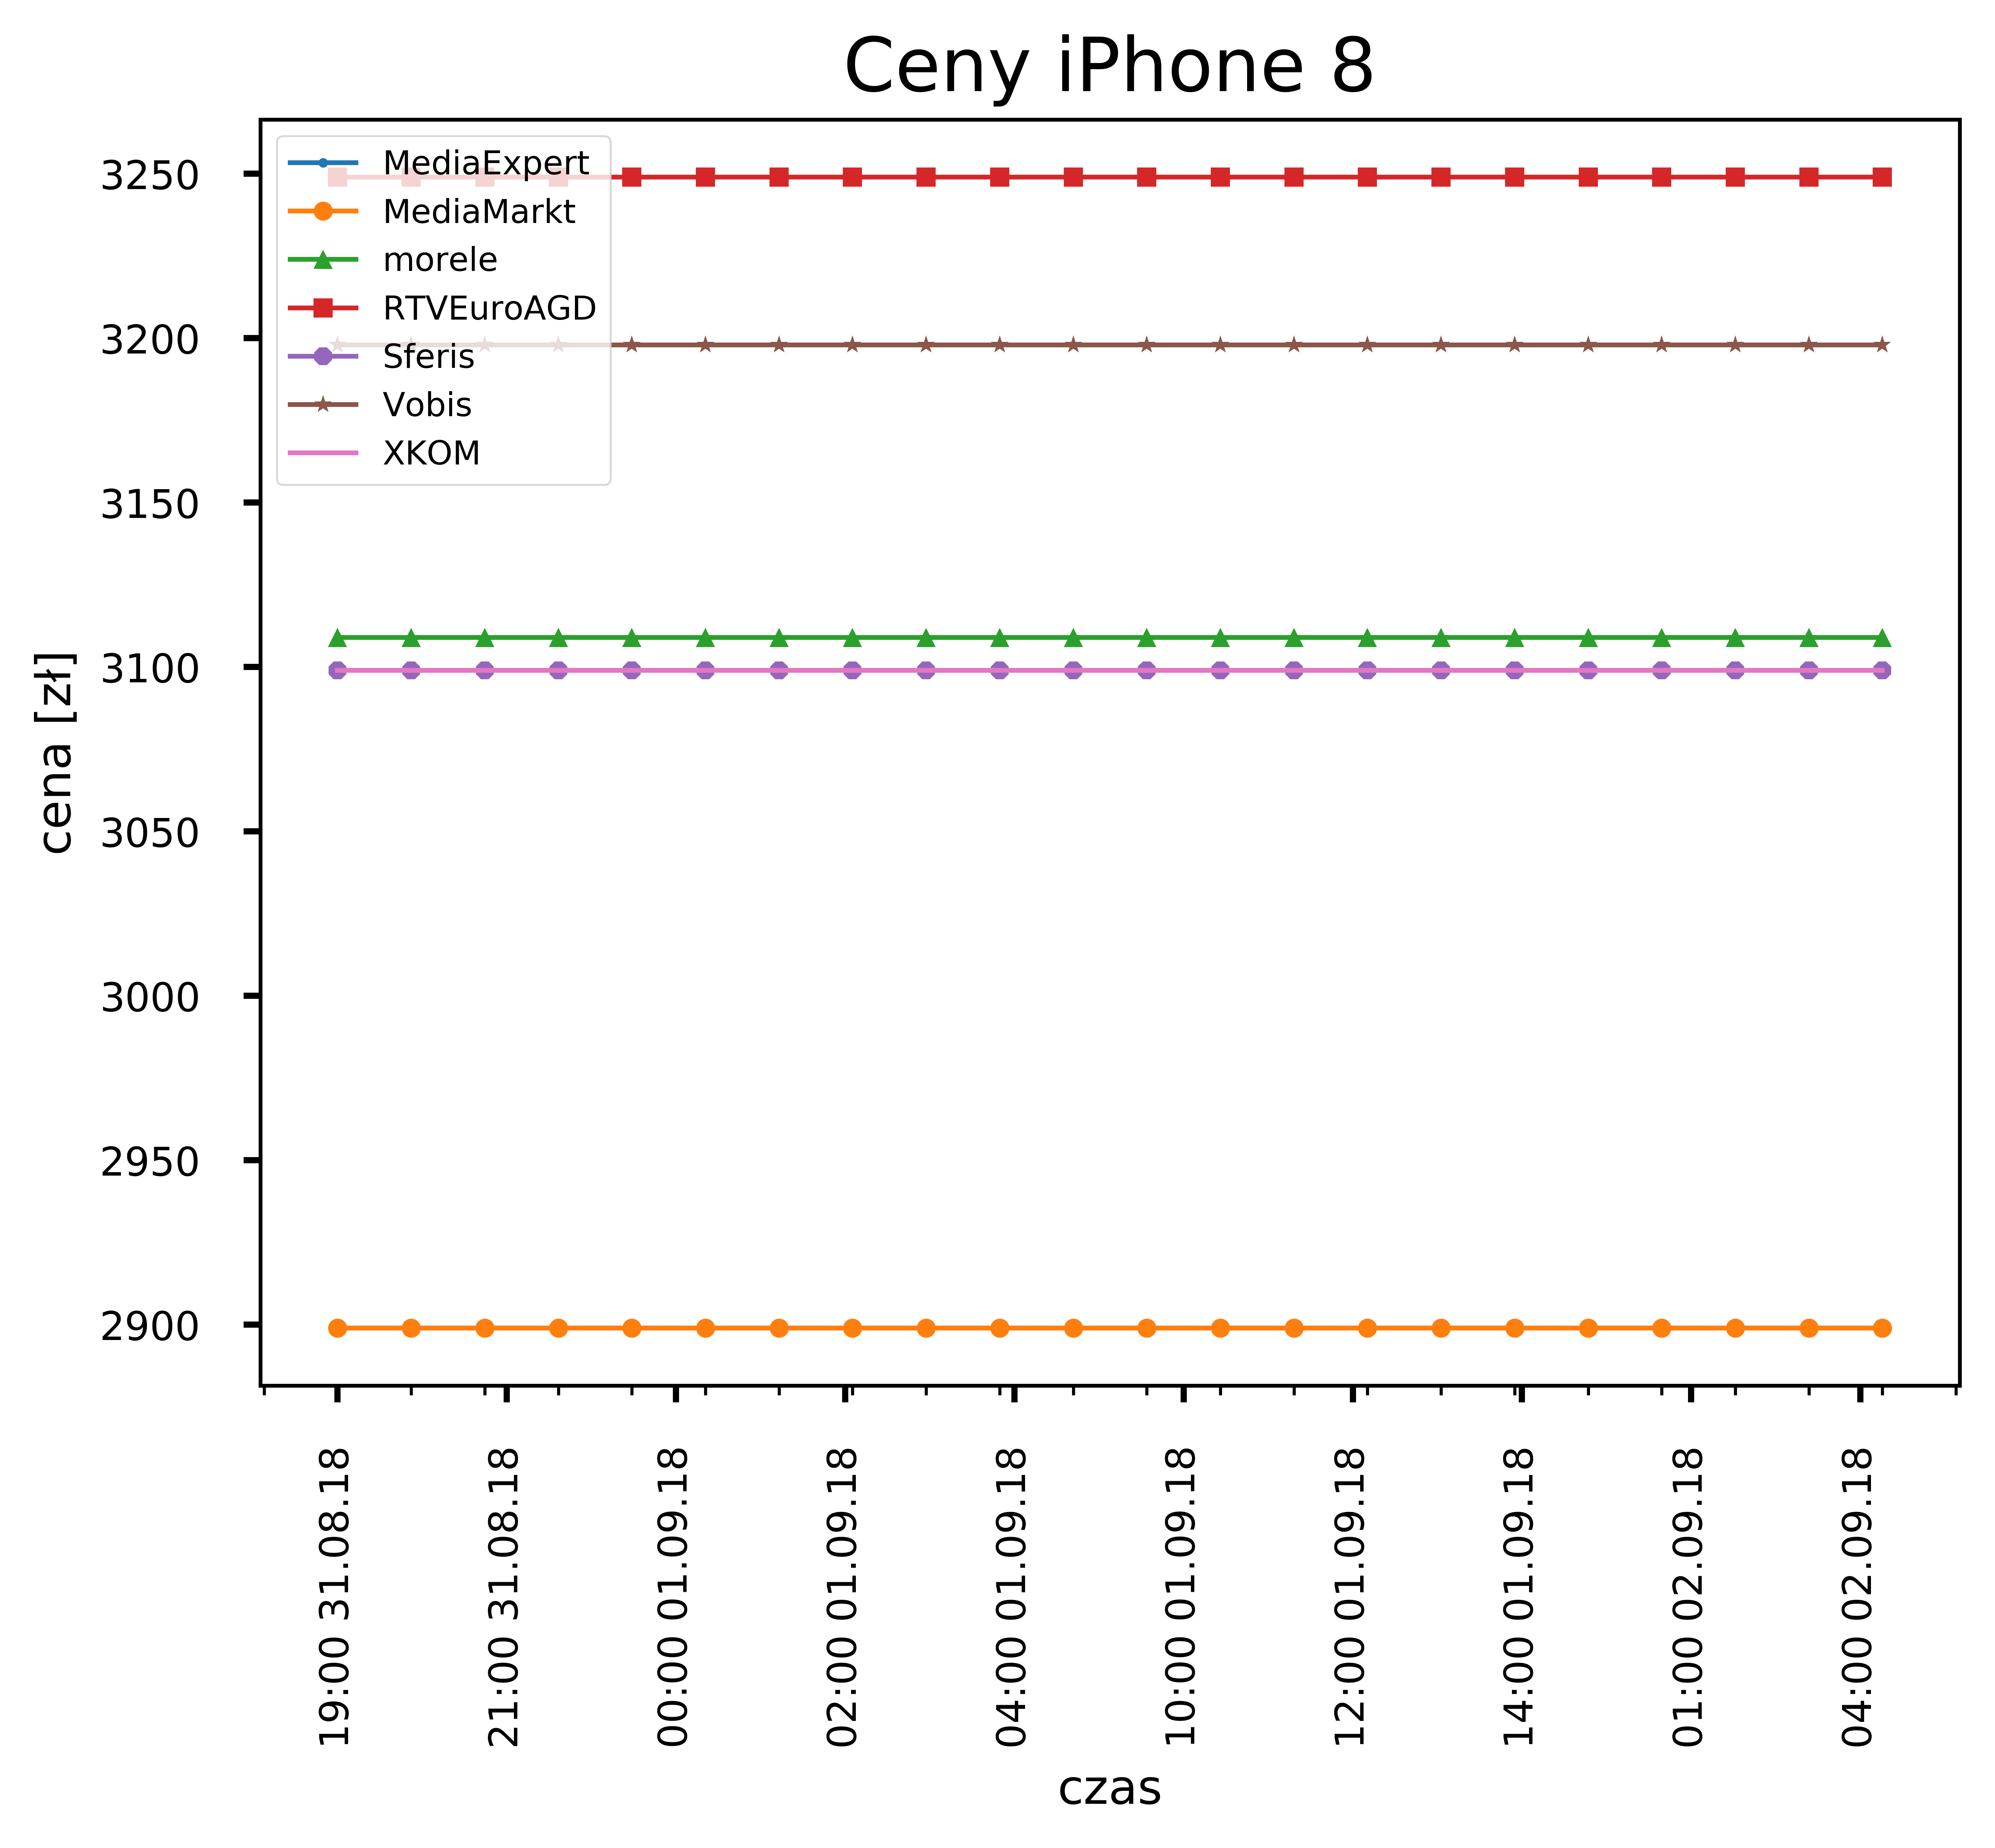 Ceny iPhone 8
MediaExpert
MediaMarkt
morele
RTVEuroAGD
Sferis
Vobis
XKOM
3250
3200
3150
3100
3050
3000
2950
2900
cena [zł]
19:00 31.08.18
21:00 31.08.18
00:00 01.09.18
02:00 01.09.18
04:00 01.09.18
10:00 01.09.18
12:00 01.09.18
14:00 01.09.18
01:00 02.09.18
04:00 02.09.18
czas